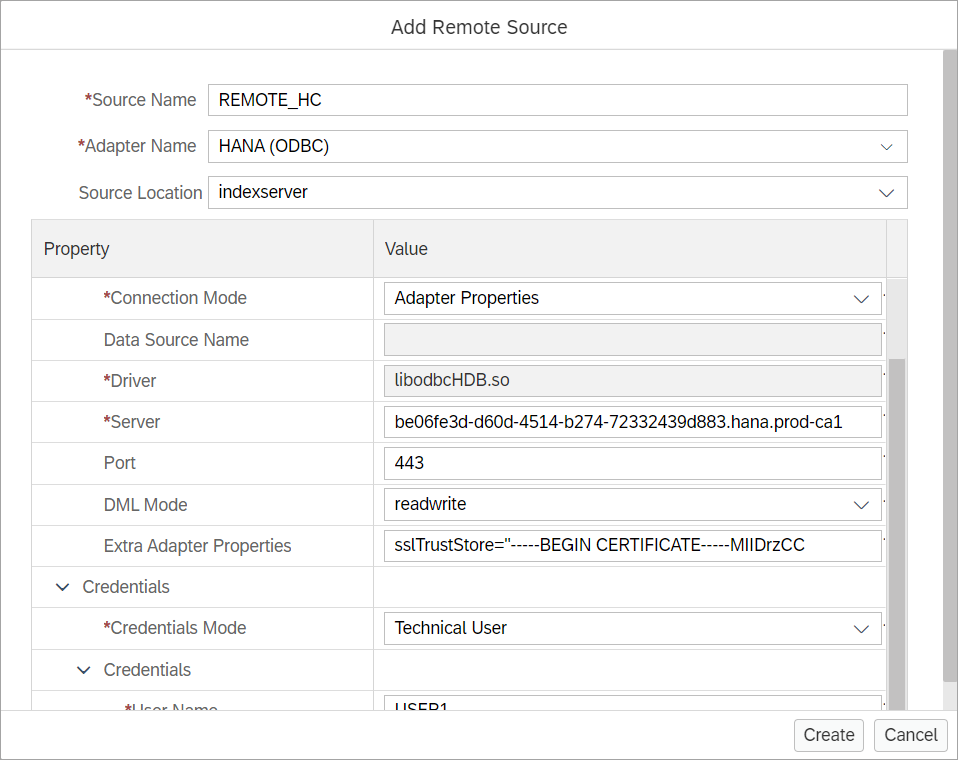 Add Remote Source
*Source Name REMOTE_HC
*Adapter Name HANA (ODBC)
Source Location indexserver
Property Value
*Connection Mode Adapter Properties
Data Source Name
*Driver libodbcHDB.so
*Server be06fe3d-d60d-4514-b274-72332439d883.hana.prod-ca1
Port 443
DML Mode readwrite
Extra Adapter Properties sslTrustStore="-----BEGIN CERTIFICATE-----MIIDrzCC
Credentials
*Credentials Mode Technical User
Credentials
*User Name USER1
Create Cancel